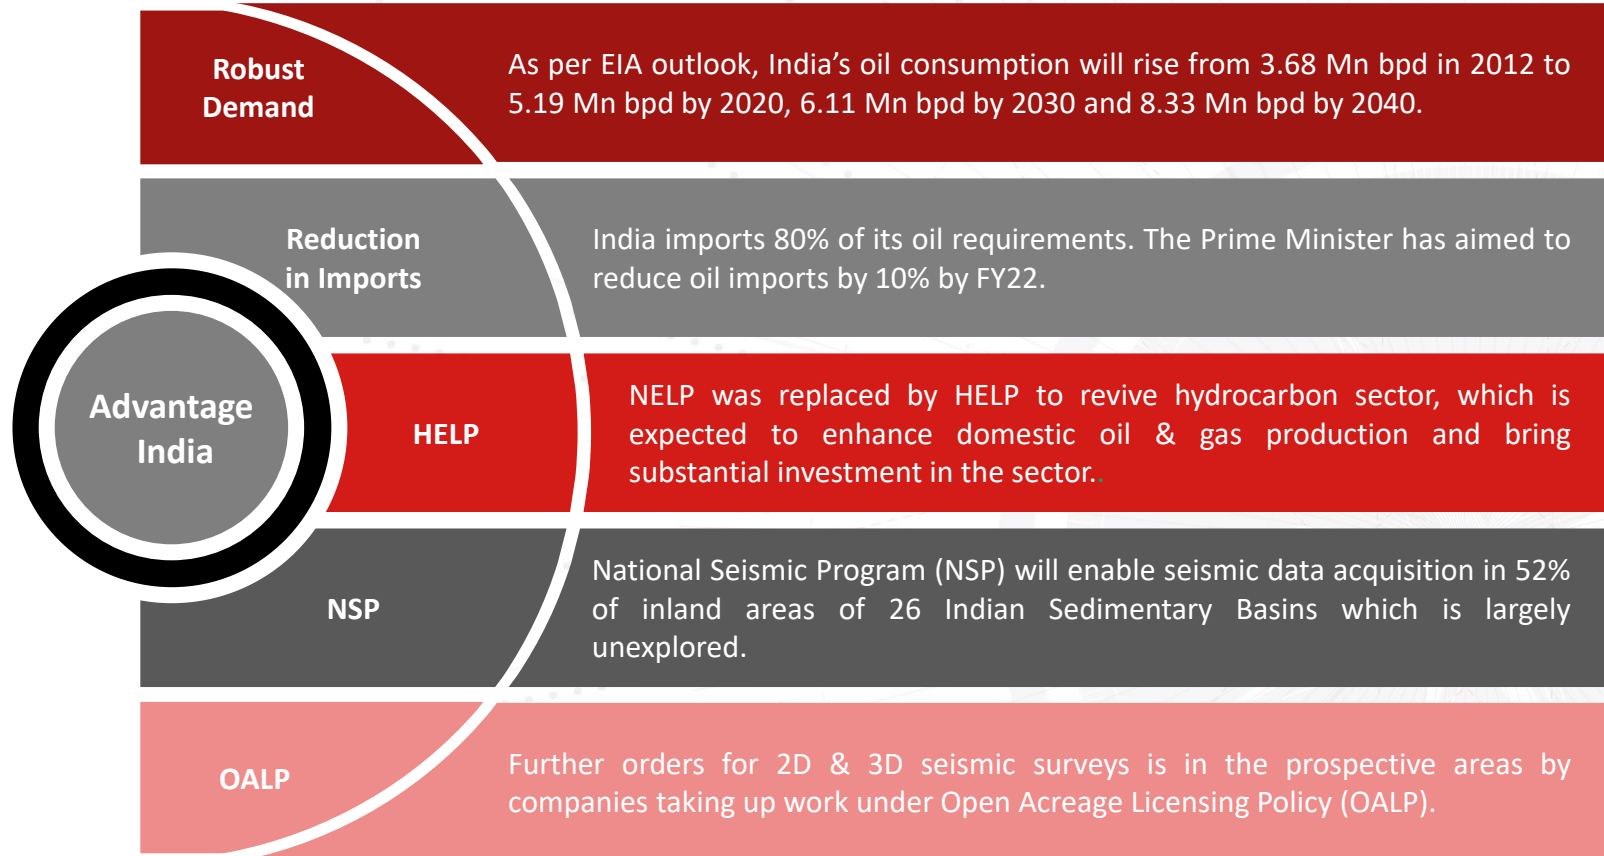 Robust
Demand
As per EIA outlook, India’s oil consumption will rise from 3.68 Mn bpd in 2012 to
5.19 Mn bpd by 2020, 6.11 Mn bpd by 2030 and 8.33 Mn bpd by 2040.
Reduction
in Imports
India imports 80% of its oil requirements. The Prime Minister has aimed to
reduce oil imports by 10% by FY22.
Advantage
India
HELP
NELP was replaced by HELP to revive hydrocarbon sector, which is
expected to enhance domestic oil & gas production and bring
substantial investment in the sector..
NSP
National Seismic Program (NSP) will enable seismic data acquisition in 52%
of inland areas of 26 Indian Sedimentary Basins which is largely
unexplored.
OALP
Further orders for 2D & 3D seismic surveys is in the prospective areas by
companies taking up work under Open Acreage Licensing Policy (OALP).